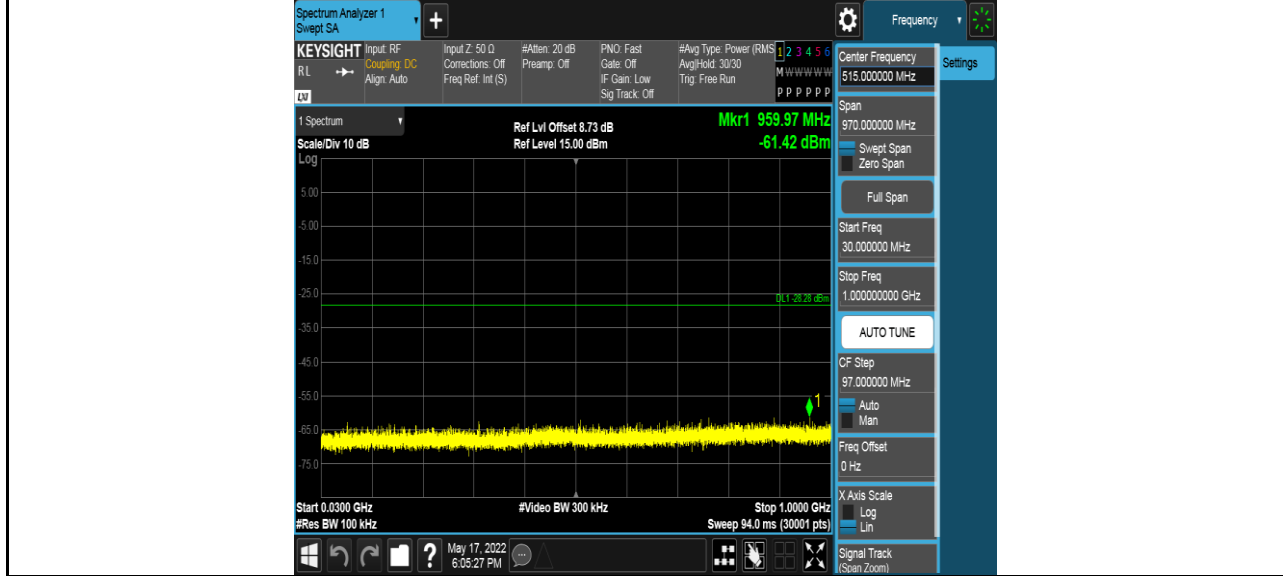 Spectrum Analyzer 1
Swept SA
+
Frequency
KEYSIGHT
RL
LXI
Input: RF
Coupling: DC
Align: Auto
Input Z: 50 Ω
Corrections: Off
Freq Ref: Int (S)
#Atten: 20 dB
Preamp: Off
PNO: Fast
Gate: Off
IF Gain: Low
Sig Track: Off
#Avg Type: Power (RMS
Avg|Hold: 30/30
Trig: Free Run
1 2 3 4 5 6
M W W W W W
P P P P P P
1 Spectrum
Scale/Div 10 dB
Log
Ref Lvl Offset 8.73 dB
Ref Level 15.00 dBm
Mkr1 959.97 MHz
-61.42 dBm
5.00
-5.00
-15.0
-25.0
DL1 -28.28 dBm
-35.0
-45.0
-55.0
1
-65.0
-75.0
Start 0.0300 GHz
#Res BW 100 kHz
#Video BW 300 kHz
Stop 1.0000 GHz
Sweep 94.0 ms (30001 pts)
?
May 17, 2022
6:05:27 PM
Center Frequency
515.000000 MHz
Settings
Span
970.000000 MHz
Swept Span
Zero Span
Full Span
Start Freq
30.000000 MHz
Stop Freq
1.000000000 GHz
AUTO TUNE
CF Step
97.000000 MHz
Auto
Man
Freq Offset
0 Hz
X Axis Scale
Log
Lin
Signal Track
(Span Zoom)